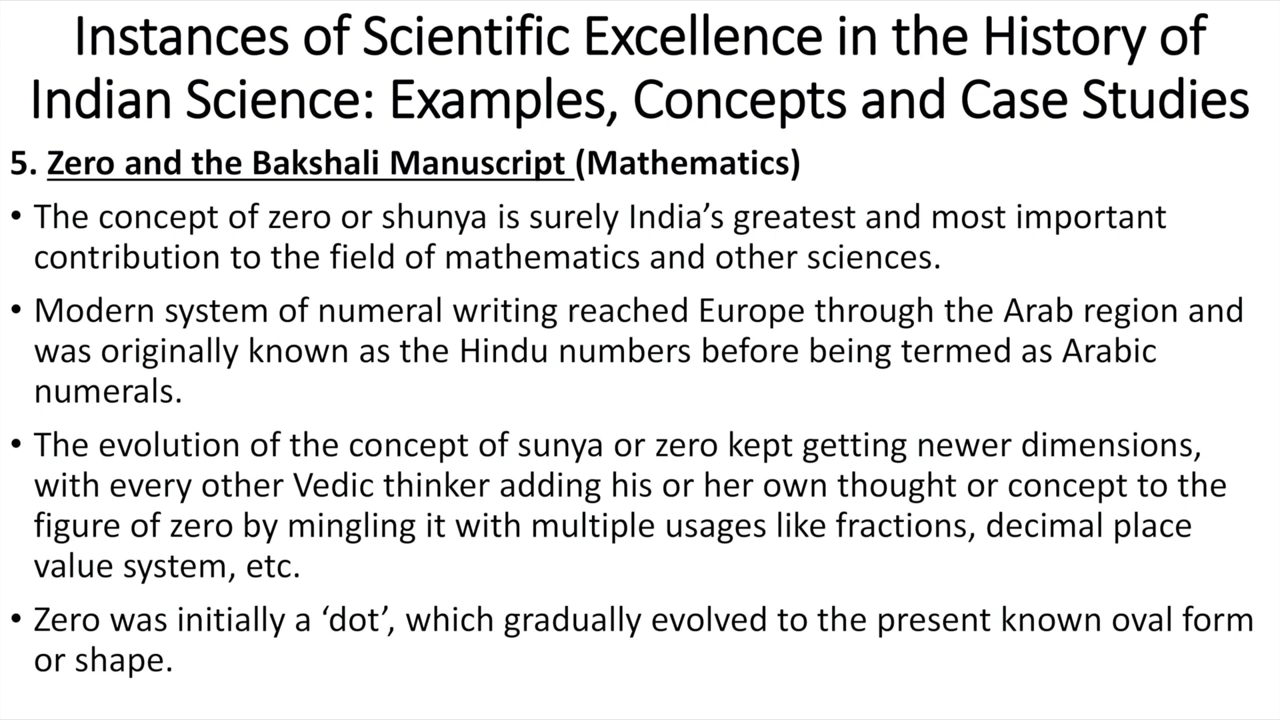 Instances of Scientific Excellence in the History of
Indian Science: Examples, Concepts and Case Studies
5. Zero and the Bakshali Manuscript (Mathematics)
• The concept of zero or shunya is surely India’s greatest and most important
contribution to the field of mathematics and other sciences.
• Modern system of numeral writing reached Europe through the Arab region and
was originally known as the Hindu numbers before being termed as Arabic
numerals.
• The evolution of the concept of sunya or zero kept getting newer dimensions,
with every other Vedic thinker adding his or her own thought or concept to the
figure of zero by mingling it with multiple usages like fractions, decimal place
value system, etc.
• Zero was initially a ‘dot’, which gradually evolved to the present known oval form
or shape.